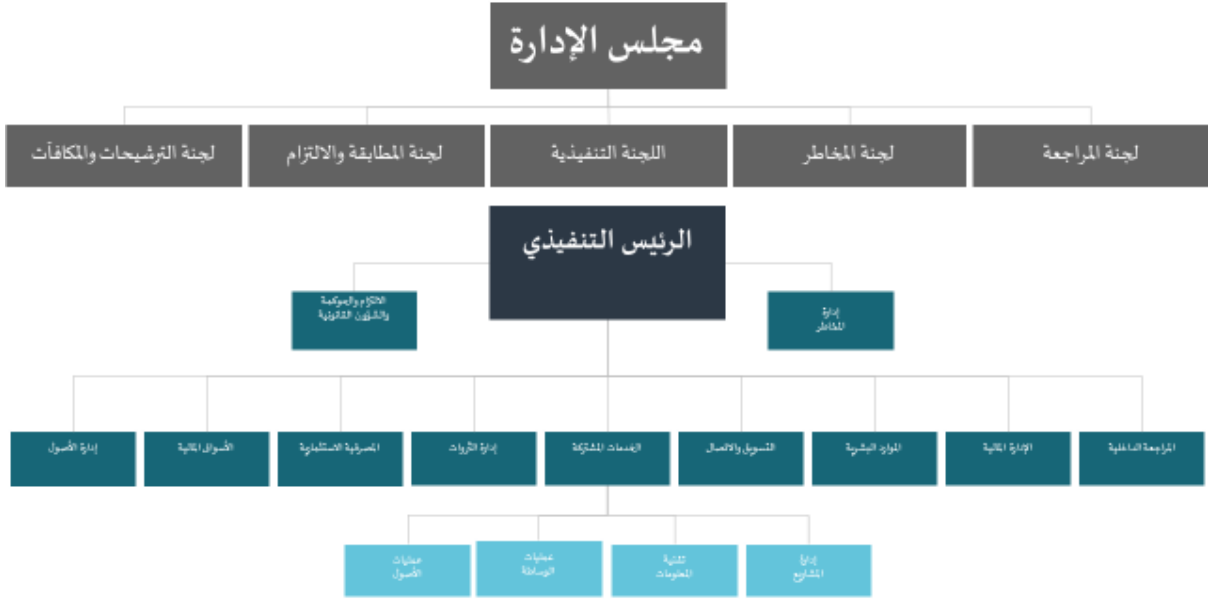 مجلس الإدارة
لجنة المراجعة
لجنة المخاطر
اللجنة التنفيذية
لجنة المطابقة والالتزام
لجنة الترشيحات والمكافآت
الرئيس التنفيذي
إدارة
المخاطر
الالتزام والحوكمة
والشؤون القانونية
المراجعة الداخلية
الإدارة المالية
الموارد البشرية
التسويق والاتصال
الخدمات المشتركة
إدارة الثروات
المصرفية الاستثمارية
الأسواق المالية
إدارة الأصول
إدارة
المشاريع
تقنية
المعلومات
عمليات
الوساطة
عمليات
الأصول